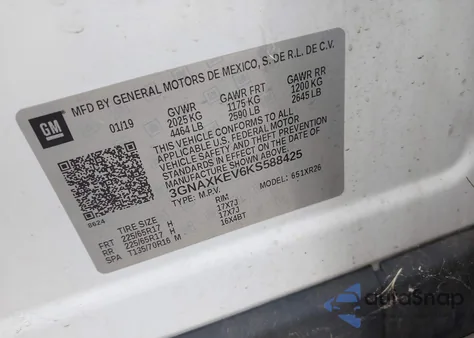 MFD BY GENERAL MOTORS DE MEXICO, S. DE R.L. DE C.V.
GM
01/19 GVWR GAWR FRT GAWR RR
2025 KG 1175 KG 1200 KG
4464 LB 2590 LB 2645 LB
THIS VEHICLE CONFORMS TO ALL
APPLICABLE U.S. FEDERAL MOTOR
VEHICLE SAFETY AND THEFT PREVENTION
STANDARDS IN EFFECT ON THE DATE OF
MANUFACTURE SHOWN ABOVE.
3GNAXKEV6KS588425
TYPE: M.P.V. MODEL: 651XR26
0624
TIRE SIZE RIM
FRT 225/65R17 H 17X7J
RR 225/65R17 H 17X7J
SPA T135/70R16 M 16X4BT
autoSnap